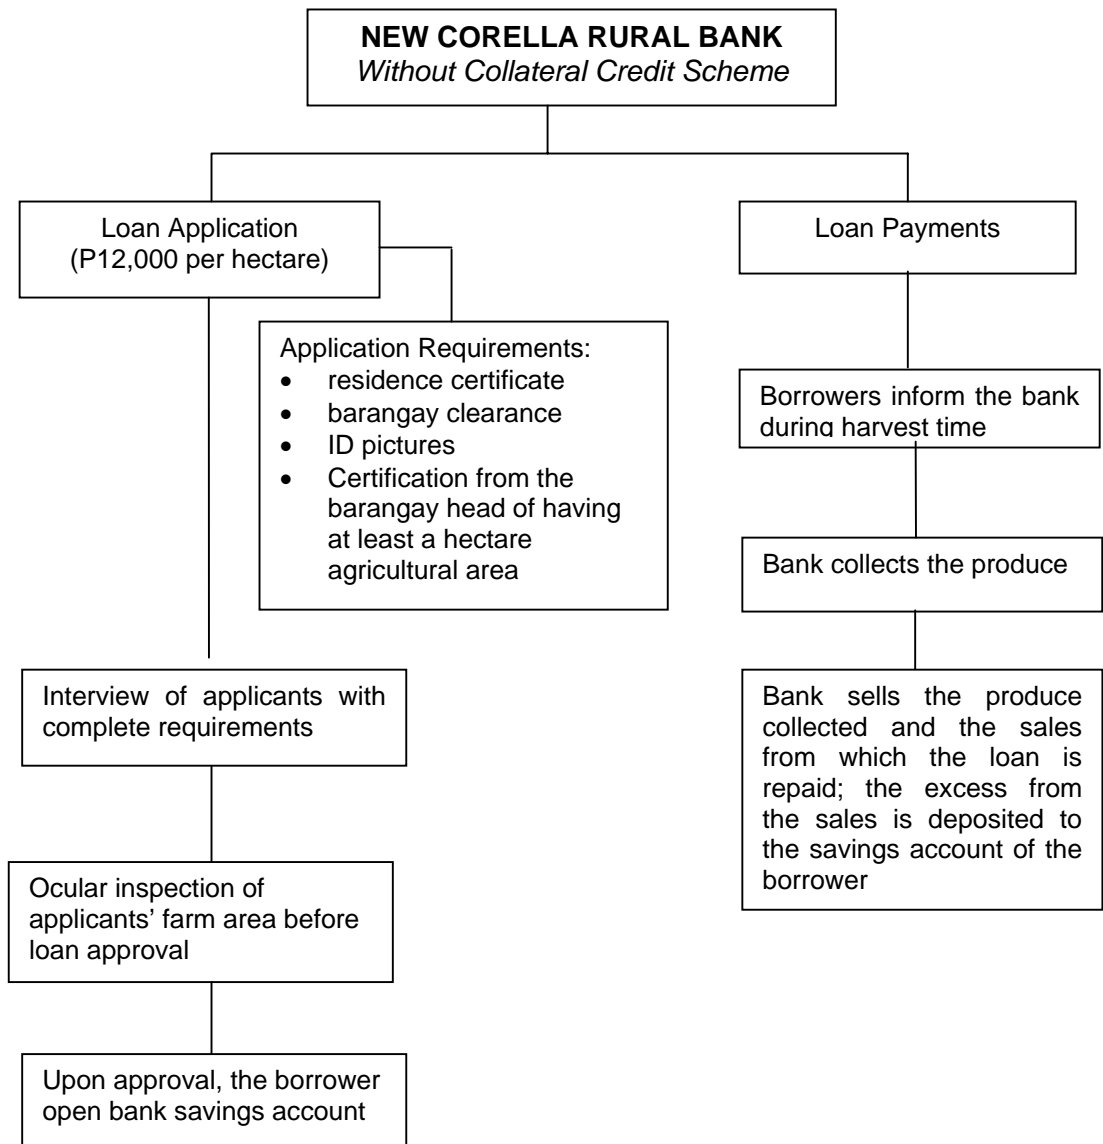 NEW CORELLA RURAL BANK
Without Collateral Credit Scheme
Loan Application
(P12,000 per hectare)
Application Requirements:
• residence certificate
• barangay clearance
• ID pictures
• Certification from the
barangay head of having
at least a hectare
agricultural area
Interview of applicants with
complete requirements
Ocular inspection of
applicants' farm area before
loan approval
Upon approval, the borrower
open bank savings account
Loan Payments
Borrowers inform the bank
during harvest time
Bank collects the produce
Bank sells the produce
collected and the sales
from which the loan is
repaid; the excess from
the sales is deposited to
the savings account of the
borrower